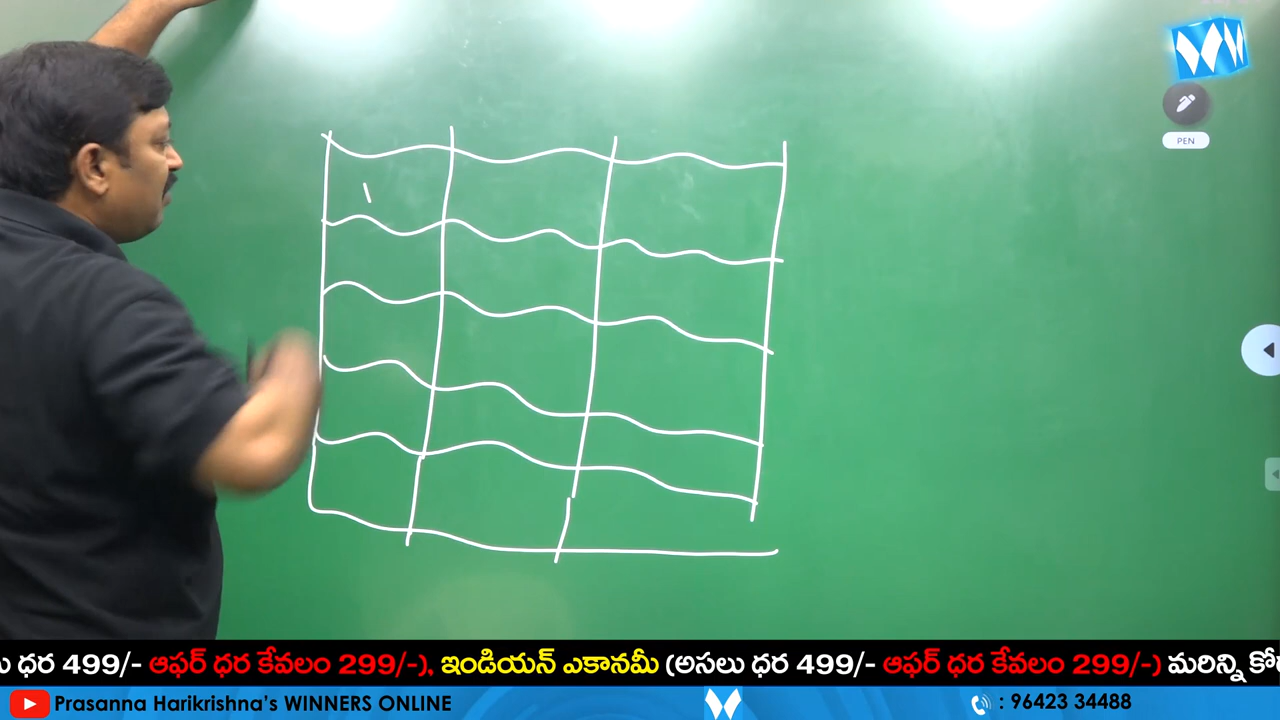 PEN
ధర 499/- ఆఫర్ ధర కేవలం 299/-), ఇండియన్ ఎకానమీ (అసలు ధర 499/- ఆఫర్ ధర కేవలం 299/-) మరిన్ని
Prasanna Harikrishna's WINNERS ONLINE : 96423 34488